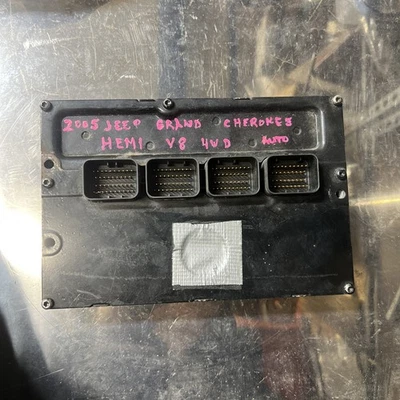 2005 JEEP GRAND CHEROKEE
HEMI V8 4WD AUTO